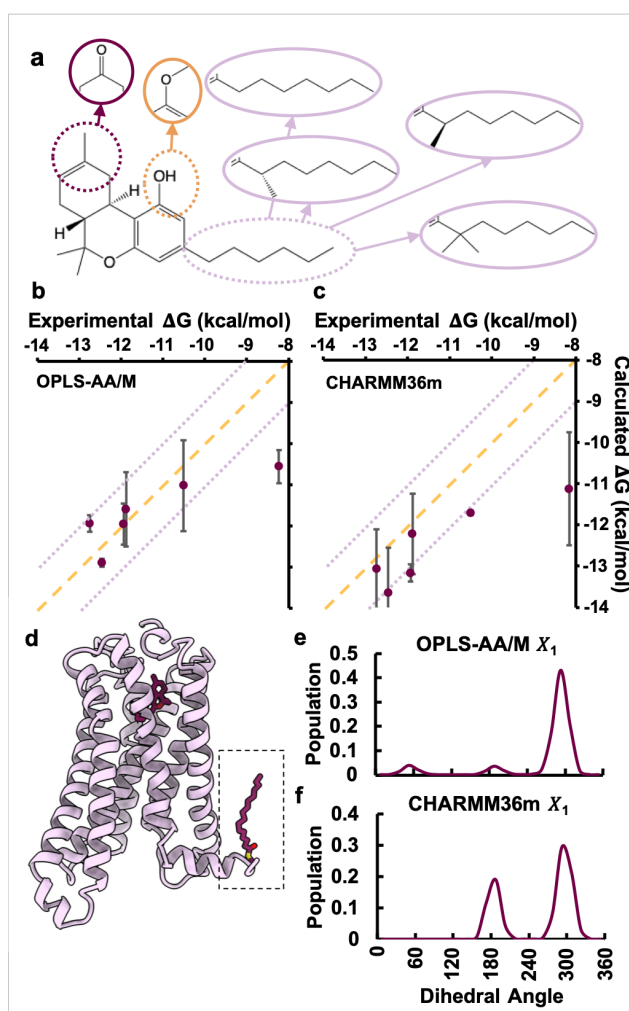 a
O
O
OH
H
H
O
b
c
Experimental ΔG (kcal/mol)
Experimental ΔG (kcal/mol)
-14 -13 -12 -11 -10 -9 -8
-14 -13 -12 -11 -10 -9 -8
OPLS-AA/M
CHARMM36m
-8
-9
-10
-11
-12
-13
-14
Calculated ΔG (kcal/mol)
d
e
OPLS-AA/M X1
Population
0.5
0.4
0.3
0.2
0.1
0
f
CHARMM36m X1
Population
0.4
0.3
0.2
0.1
0
0 60 120 180 240 300 360
Dihedral Angle